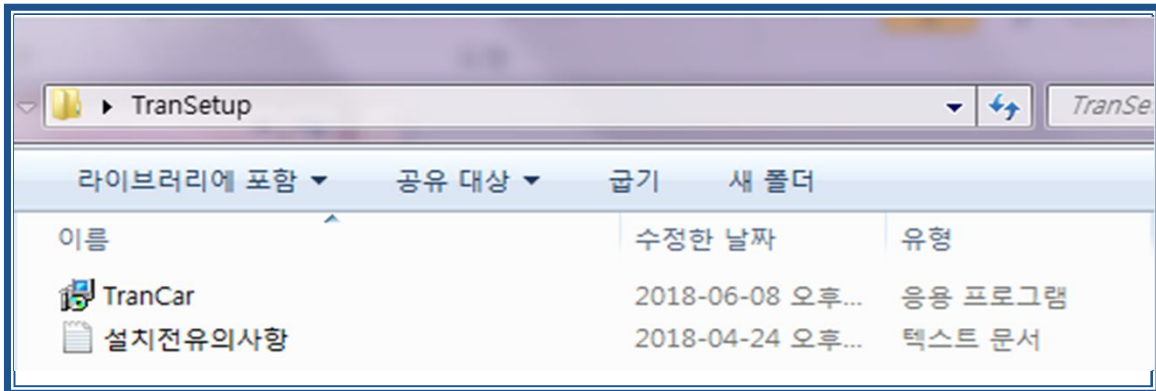 TranSetup TranSe
라이브러리에 포함 공유 대상 굽기 새 폴더
이름 수정한 날짜 유형
TranCar 2018-06-08 오후... 응용 프로그램
설치전유의사항 2018-04-24 오후... 텍스트 문서